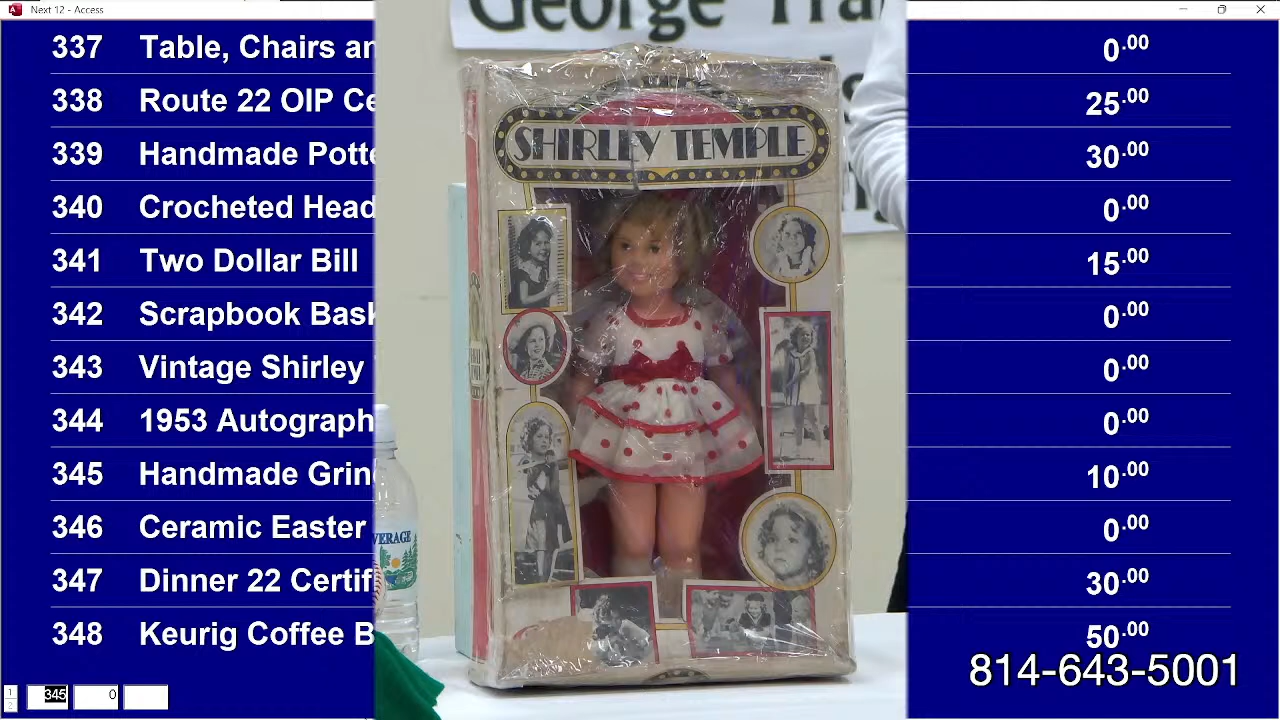 Next 12 - Access
George
337 Table, Chairs an 0.00
338 Route 22 OIP Ce 25.00
339 Handmade Potte 30.00
340 Crocheted Head 0.00
341 Two Dollar Bill 15.00
342 Scrapbook Bask 0.00
343 Vintage Shirley 0.00
344 1953 Autograph 0.00
345 Handmade Grin 10.00
346 Ceramic Easter 0.00
347 Dinner 22 Certif 30.00
348 Keurig Coffee B 50.00
SHIRLEY TEMPLE
VERAGE
814-643-5001
1
2
345 0